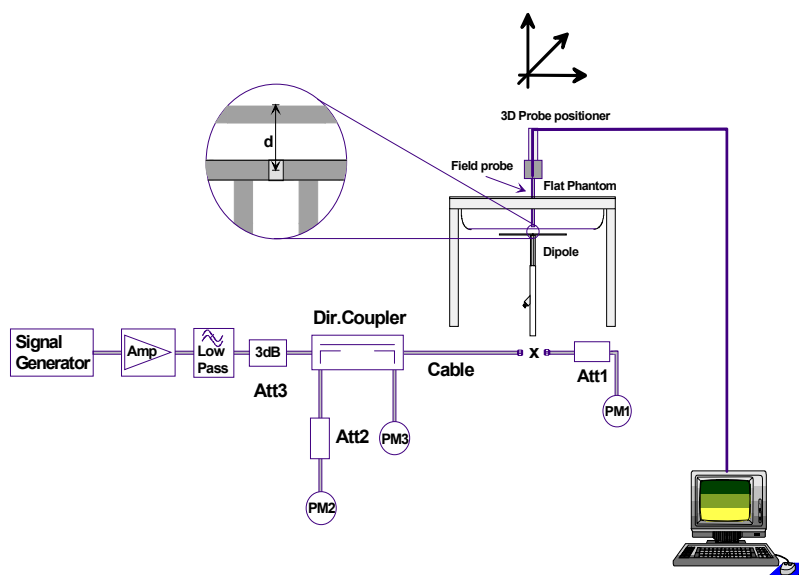 3D Probe positioner
d
Field probe
Flat Phantom
Dipole
Dir.Coupler
Signal
Generator
Amp
Low
Pass
3dB
Att3
Cable
X
Att1
PM1
Att2
PM3
PM2